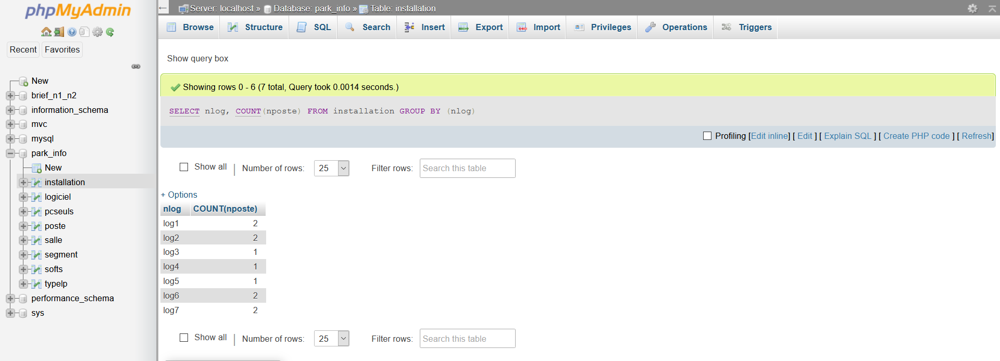 phpMyAdmin
Recent Favorites
New
brief_n1_n2
information_schema
mvc
mysql
park_info
New
installation
logiciel
pcseuls
poste
salle
segment
softs
typelp
performance_schema
sys
Server: localhost » Database: park_info » Table: installation
Browse Structure SQL Search Insert Export Import Privileges Operations Triggers
Show query box
Showing rows 0 - 6 (7 total, Query took 0.0014 seconds.)
SELECT nlog, COUNT(nposte) FROM installation GROUP BY (nlog)
Profiling [Edit inline] [ Edit ] [ Explain SQL ] [ Create PHP code ] [ Refresh]
Show all | Number of rows: 25 Filter rows: Search this table
+ Options
nlog COUNT(nposte)
log1 2
log2 2
log3 1
log4 1
log5 1
log6 2
log7 2
Show all | Number of rows: 25 Filter rows: Search this table